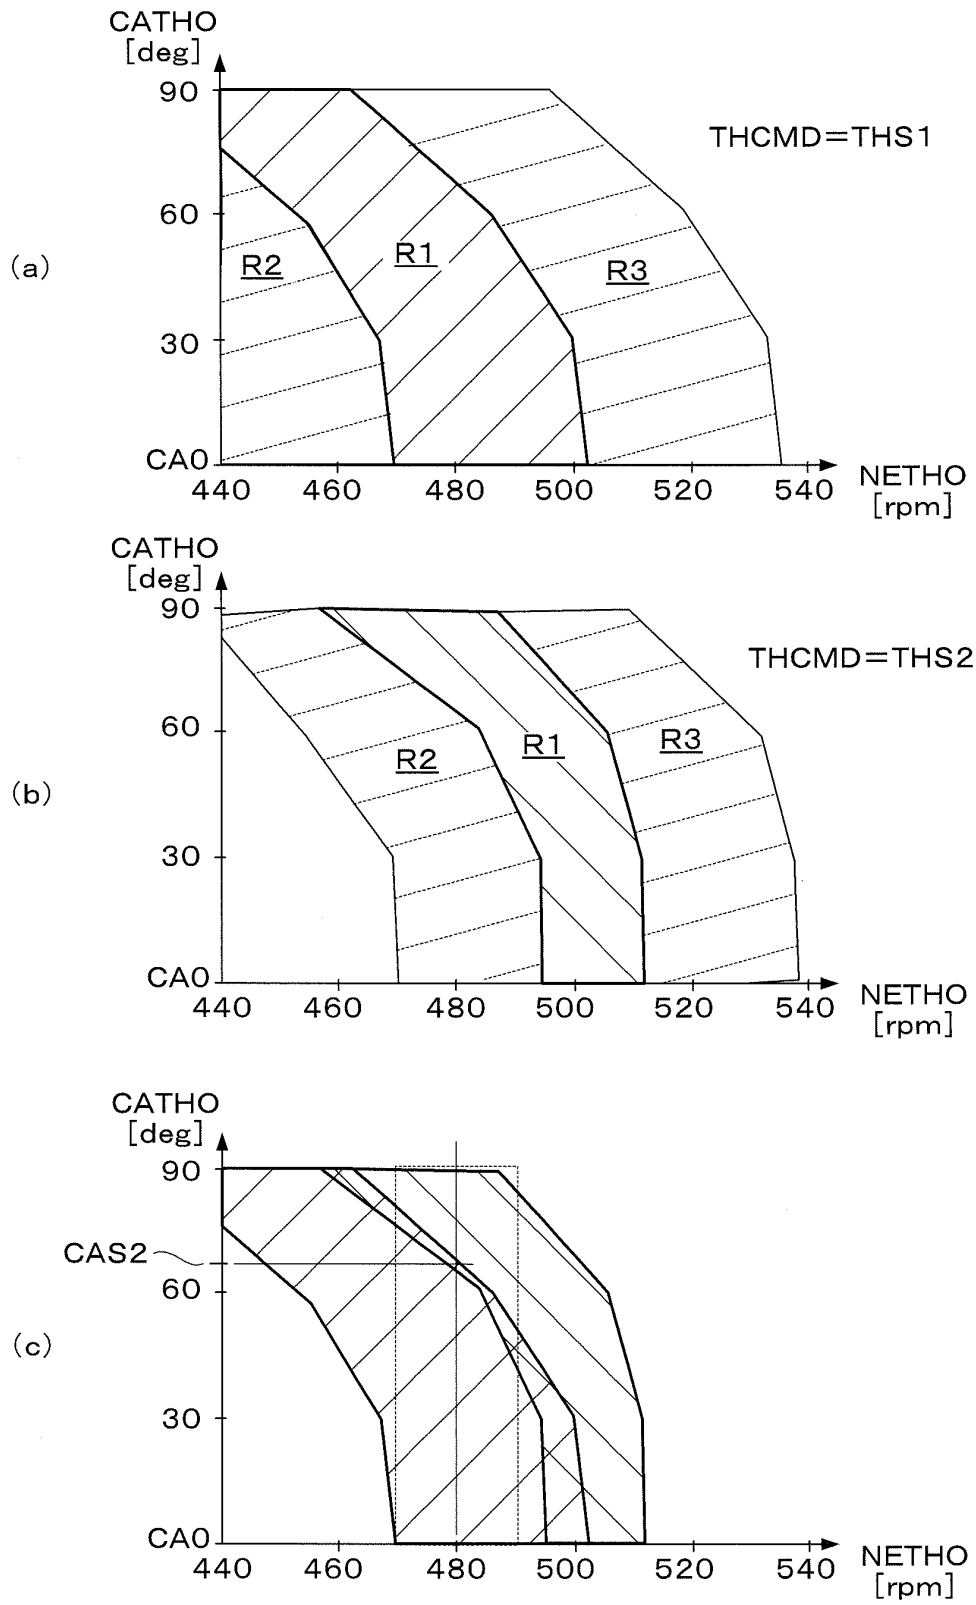 CATHO
[deg]
90
60
30
CA0
440 460 480 500 520 540
NETHO
[rpm]
THCMD=THS1
(a)
R2
R1
R3
CATHO
[deg]
90
60
30
CA0
440 460 480 500 520 540
NETHO
[rpm]
THCMD=THS2
(b)
R2
R1
R3
CATHO
[deg]
90
CAS2
60
30
CA0
440 460 480 500 520 540
NETHO
[rpm]
(c)